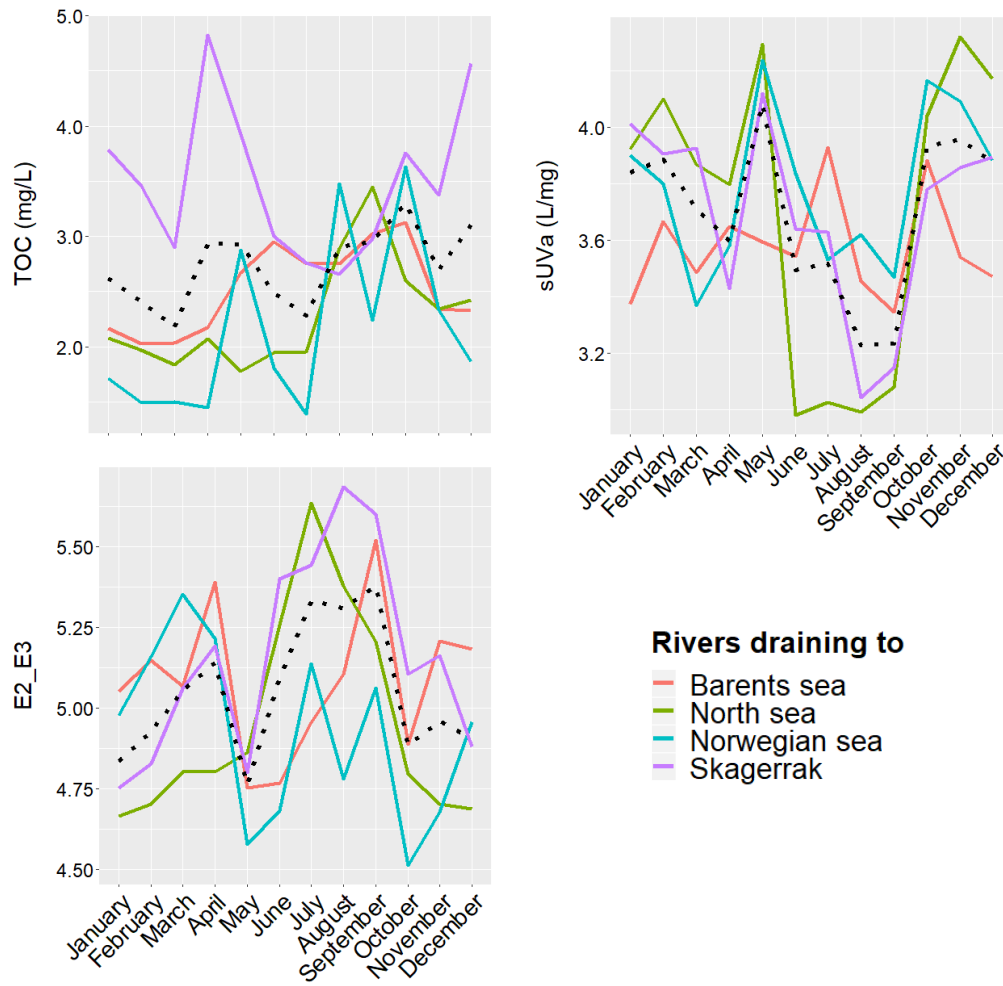 TOC (mg/L)
5.0
4.0
3.0
2.0
sUVa (L/mg)
4.0
3.6
3.2
January
February
March
April
May
June
July
August
September
October
November
December
E2_E3
5.50
5.25
5.00
4.75
4.50
January
February
March
April
May
June
July
August
September
October
November
December
Rivers draining to
Barents sea
North sea
Norwegian sea
Skagerrak